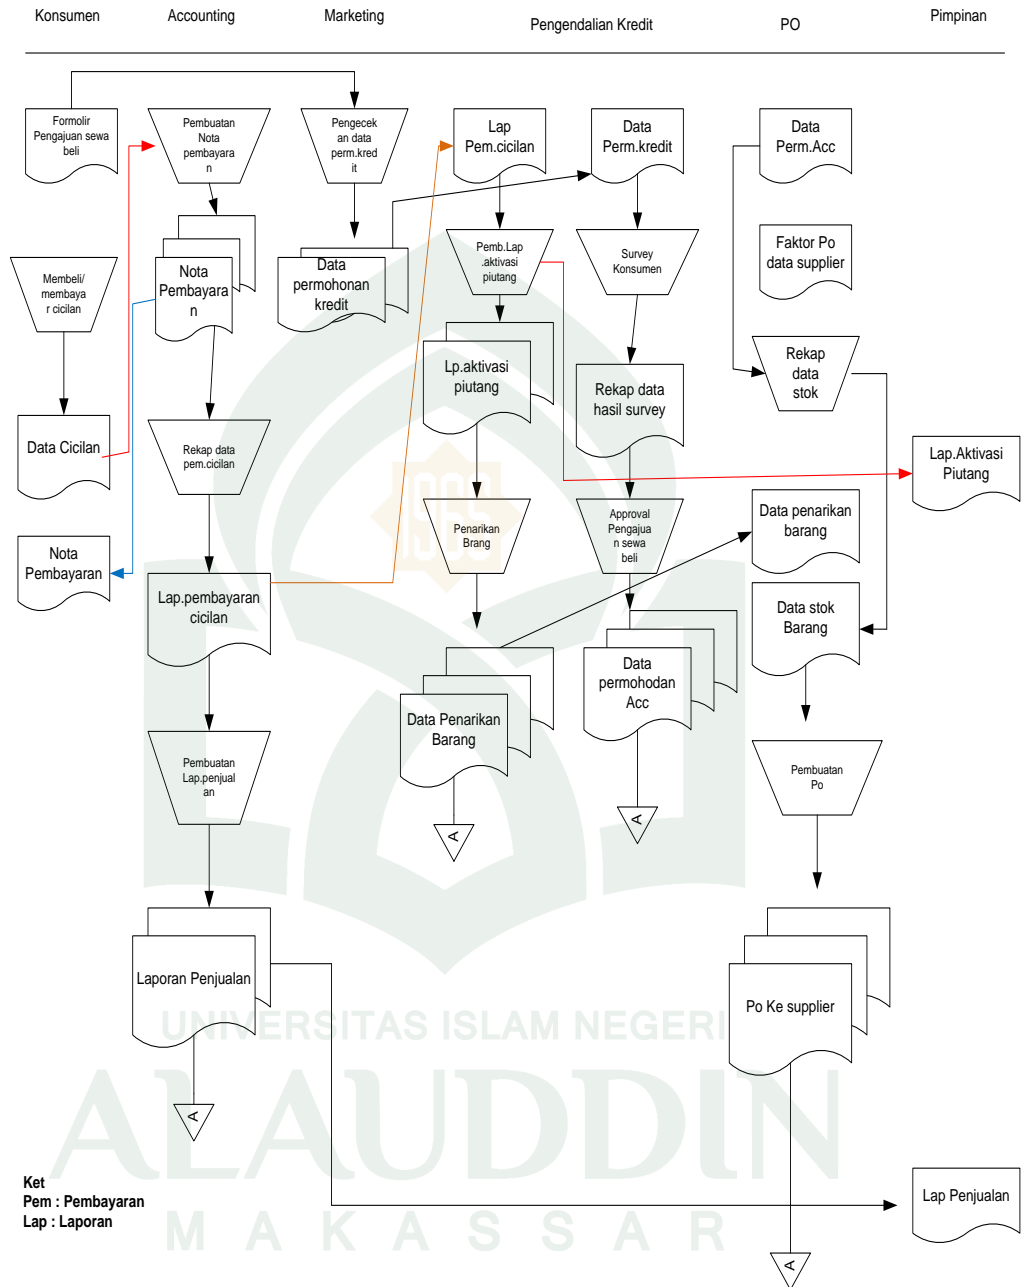 Konsumen
Accounting
Marketing
Pengendalian Kredit
PO
Pimpinan
Formolir
Pengajuan sewa
beli
Pembuatan
Nota
pembayara
n
Pengecek
an data
perm.kred
it
Lap
Pem.cicilan
Data
Perm.kredit
Data
Perm.Acc
Membeli/
membaya
r cicilan
Nota
Pembayara
n
Data
permohonan
kredit
Pemb.Lap
.aktivasi
piutang
Survey
Konsumen
Faktor Po
data supplier
Lp.aktivasi
piutang
Rekap data
hasil survey
Rekap
data
stok
Data Cicilan
Rekap data
pem.cicilan
Lap.Aktivasi
Piutang
1965
Penarikan
Brang
Approval
Pengajua
n sewa
beli
Data penarikan
barang
Nota
Pembayaran
Lap.pembayaran
cicilan
Data stok
Barang
Data Penarikan
Barang
Data
permohodan
Acc
Pembuatan
Lap.penjual
an
Pembuatan
Po
A
A
Laporan Penjualan
Po Ke supplier
UNIVERSITAS ISLAM NEGERI
ALAUDDIN
MAKASSAR
A
Ket
Pem : Pembayaran
Lap : Laporan
Lap Penjualan
A